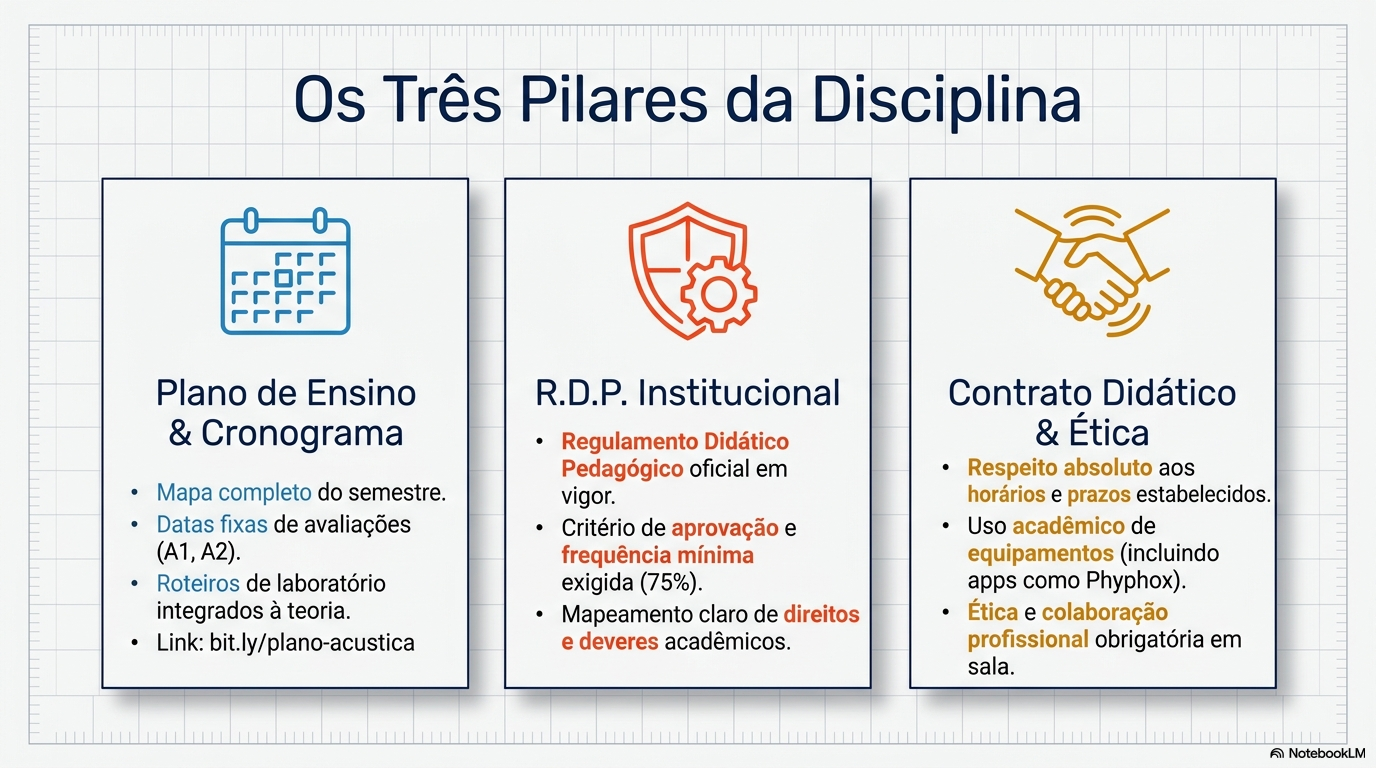 Os Três Pilares da Disciplina
Plano de Ensino
& Cronograma
• Mapa completo do semestre.
• Datas fixas de avaliações
(A1, A2).
• Roteiros de laboratório
integrados à teoria.
• Link: bit.ly/plano-acustica
R.D.P. Institucional
• Regulamento Didático
Pedagógico oficial em
vigor.
• Critério de aprovação e
frequência mínima
exigida (75%).
• Mapeamento claro de direitos
e deveres acadêmicos.
Contrato Didático
& Ética
• Respeito absoluto aos
horários e prazos estabelecidos.
• Uso acadêmico de
equipamentos (incluindo
apps como Phyphox).
• Ética e colaboração
profissional obrigatória em
sala.
NotebookLM